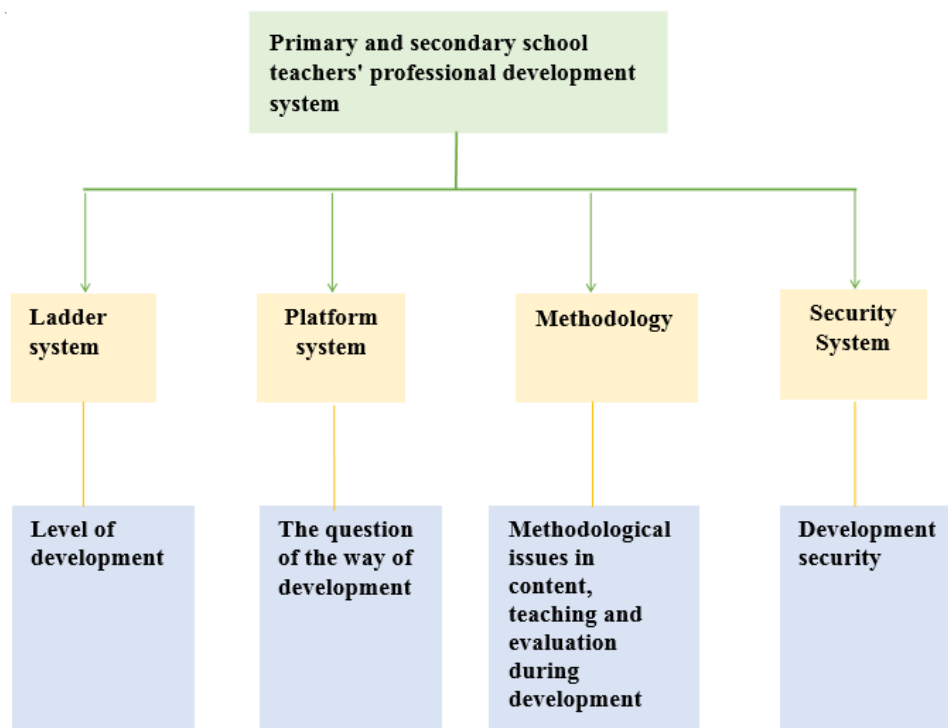 Primary and secondary school
teachers' professional development
system
Ladder
system
Platform
system
Methodology
Security
System
Level of
development
The question
of the way of
development
Methodological
issues in
content,
teaching and
evaluation
during
development
Development
security